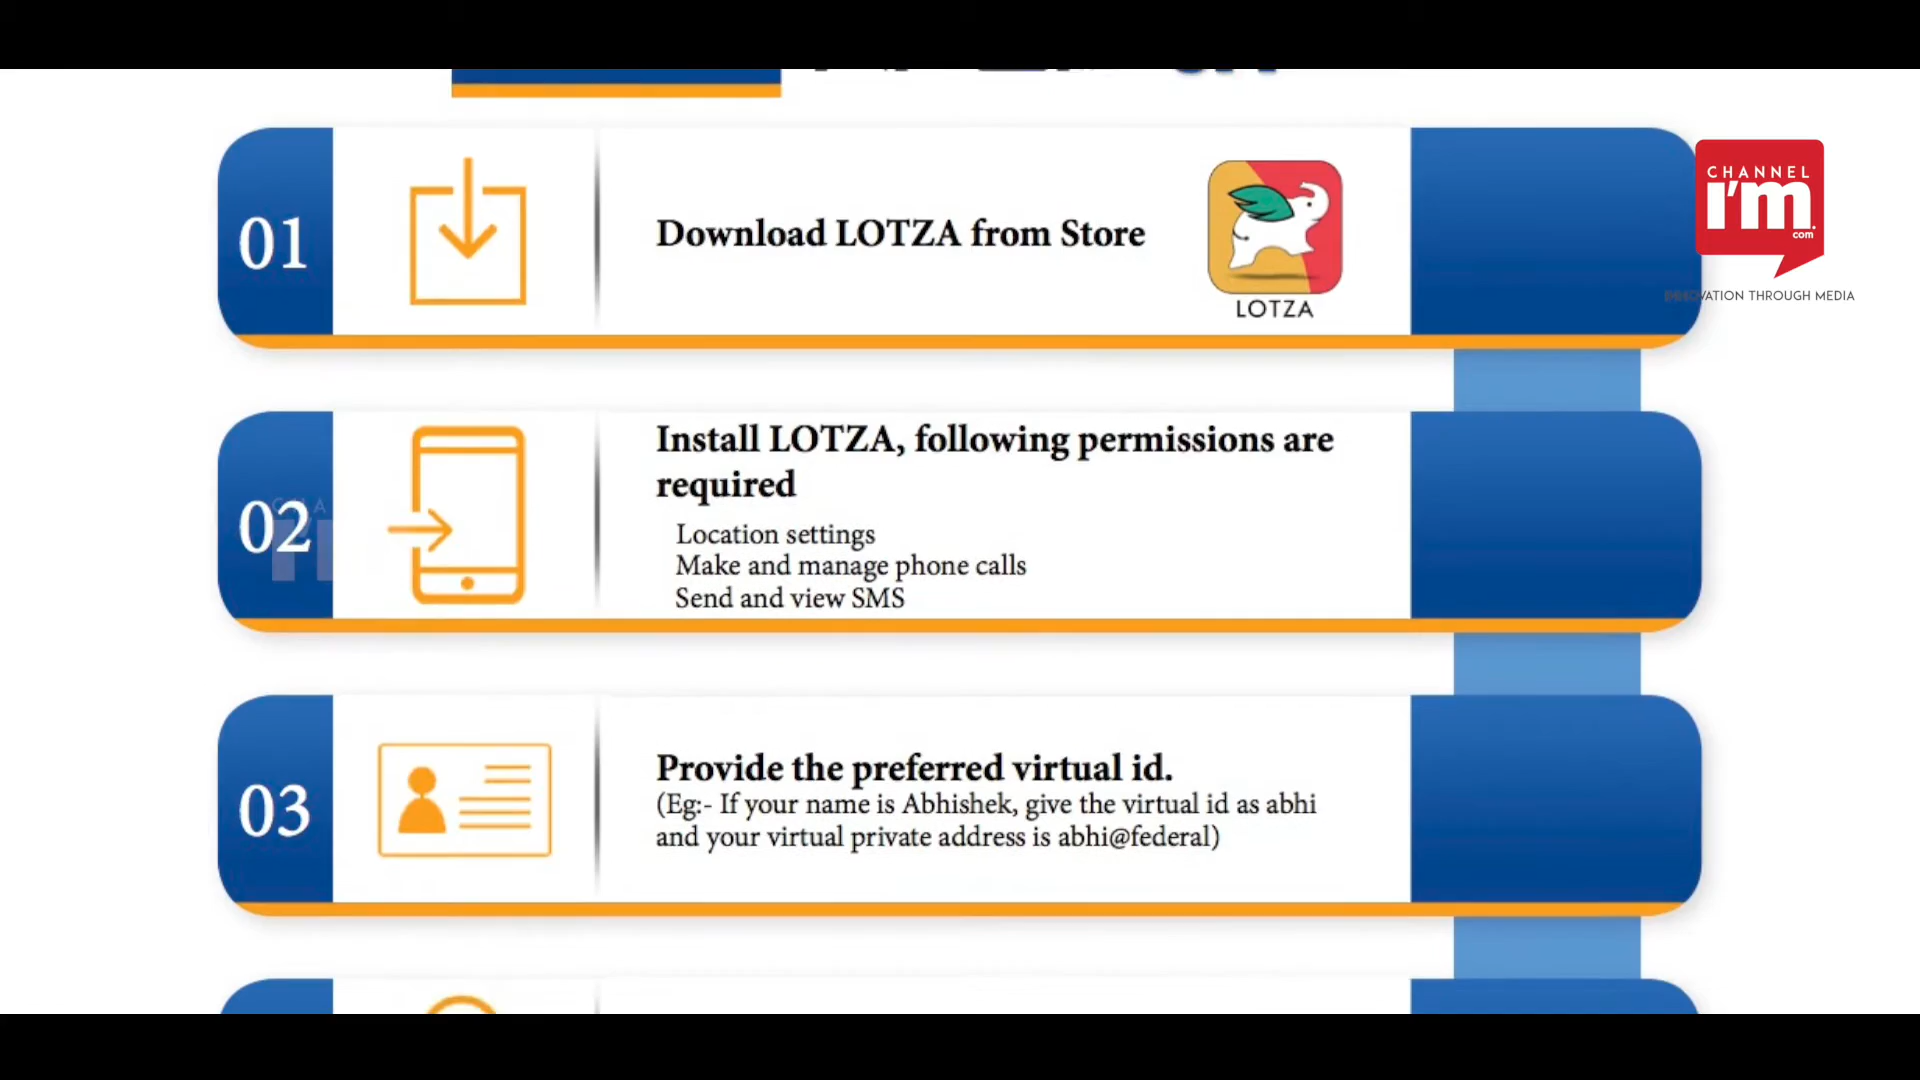 01
Download LOTZA from Store
LOTZA
CHANNEL
I'm
.com
VATION THROUGH MEDIA
02
Install LOTZA, following permissions are
required
Location settings
Make and manage phone calls
Send and view SMS
03
Provide the preferred virtual id.
(Eg:- If your name is Abhishek, give the virtual id as abhi
and your virtual private address is abhi@federal)